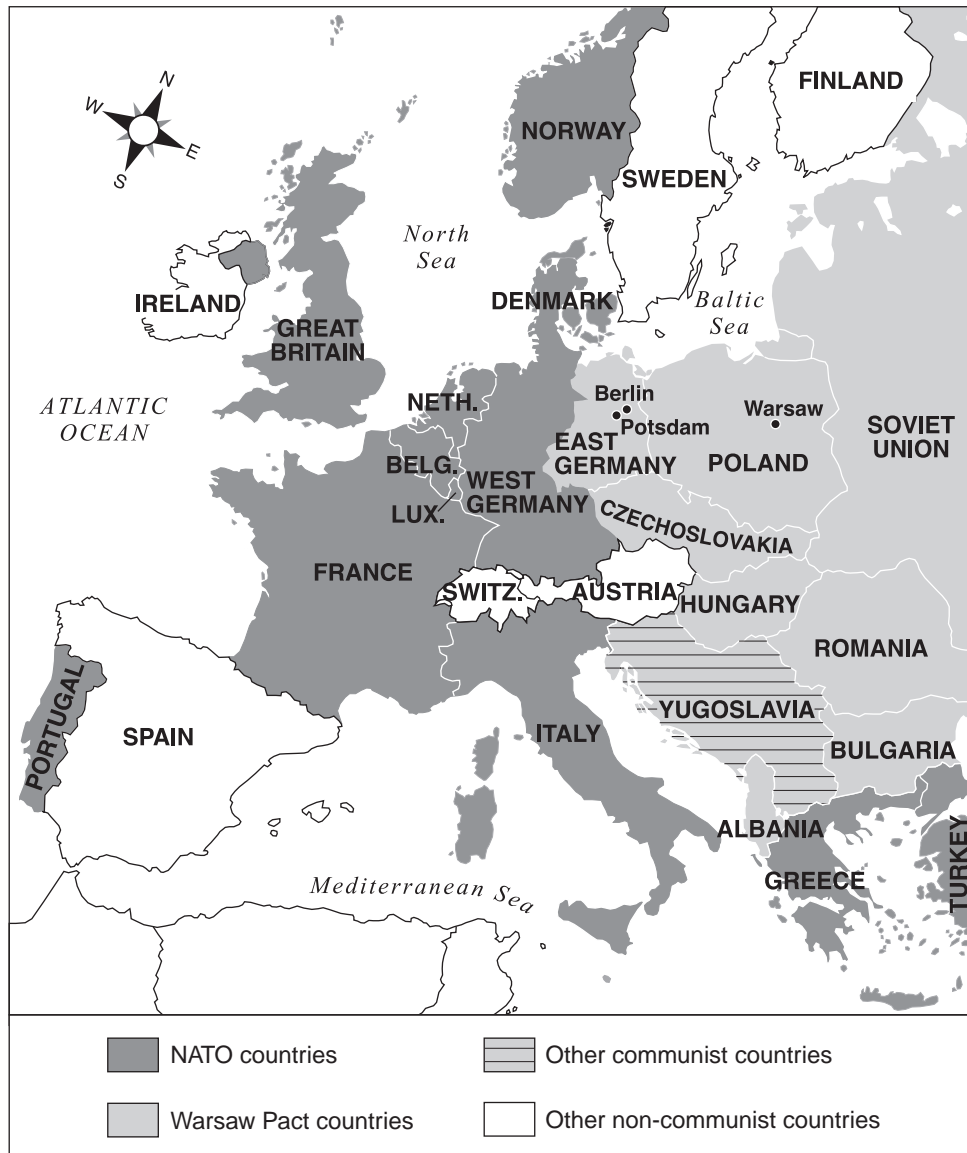 N
W
E
S
FINLAND
NORWAY
SWEDEN
North
Sea
IRELAND
DENMARK
Baltic
Sea
GREAT
BRITAIN
NETH.
Berlin
Potsdam
Warsaw
ATLANTIC
OCEAN
SOVIET
UNION
EAST
GERMANY
POLAND
BELG.
WEST
GERMANY
LUX.
CZECHOSLOVAKIA
FRANCE
SWITZ.
AUSTRIA
HUNGARY
ROMANIA
PORTUGAL
SPAIN
ITALY
YUGOSLAVIA
BULGARIA
ALBANIA
GREECE
TURKEY
Mediterranean Sea
NATO countries
Other communist countries
Warsaw Pact countries
Other non-communist countries